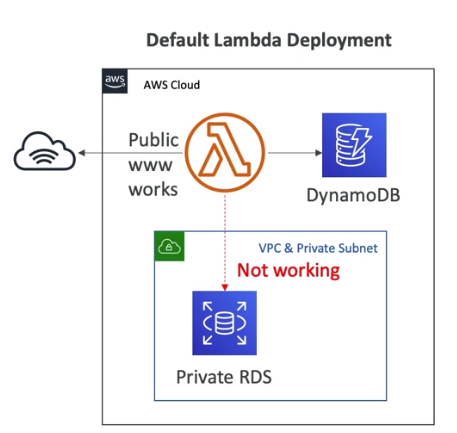 Default Lambda Deployment
aws
AWS Cloud
Public
www
works
DynamoDB
VPC & Private Subnet
Not working
Private RDS